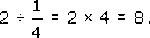 2 ÷ 1/4 = 2 × 4 = 8.